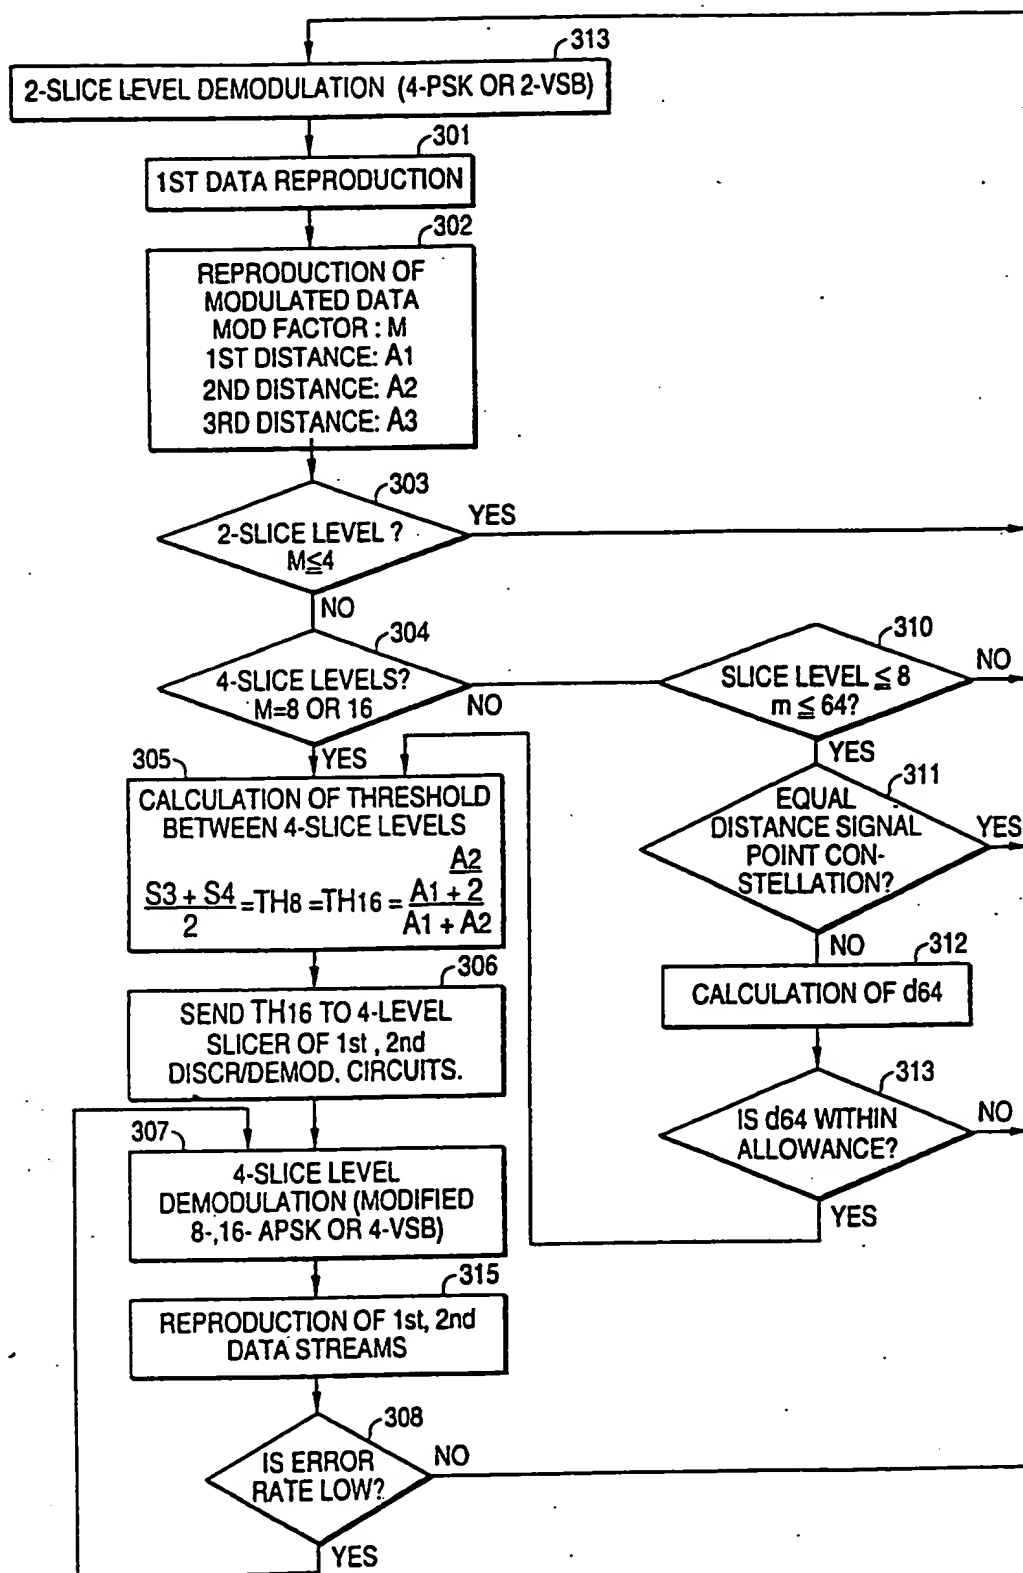 313
2-SLICE LEVEL DEMODULATION (4-PSK OR 2-VSB)
301
1ST DATA REPRODUCTION
302
REPRODUCTION OF
MODULATED DATA
MOD FACTOR : M
1ST DISTANCE: A1
2ND DISTANCE: A2
3RD DISTANCE: A3
303
2-SLICE LEVEL ?
M≦4
YES
NO
304
4-SLICE LEVELS?
M=8 OR 16
NO
YES
310
SLICE LEVEL ≦ 8
m ≦ 64?
NO
YES
305
CALCULATION OF THRESHOLD
BETWEEN 4-SLICE LEVELS
A2
S3 + S4 =TH8 =TH16 = A1 + 2
2 A1 + A2
311
EQUAL
DISTANCE SIGNAL
POINT CON-
STELLATION?
YES
NO
306
SEND TH16 TO 4-LEVEL
SLICER OF 1st , 2nd
DISCR/DEMOD. CIRCUITS.
312
CALCULATION OF d64
313
IS d64 WITHIN
ALLOWANCE?
NO
YES
307
4-SLICE LEVEL
DEMODULATION (MODIFIED
8-,16- APSK OR 4-VSB)
315
REPRODUCTION OF 1st, 2nd
DATA STREAMS
308
IS ERROR
RATE LOW?
NO
YES